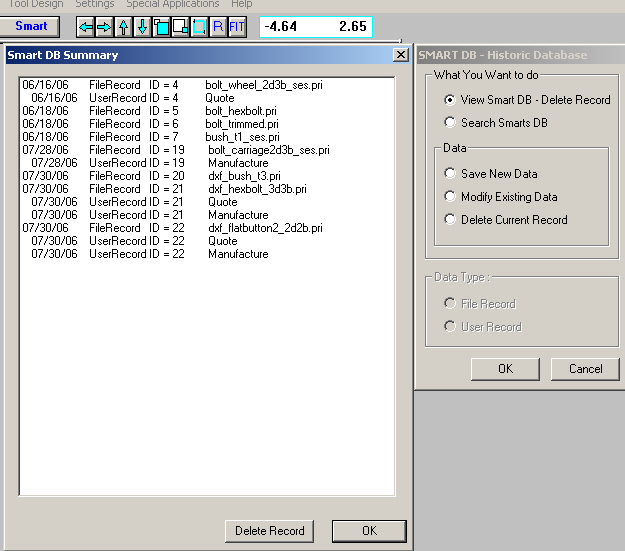 Tool Design Settings Special Applications Help
Smart R FIT -4.64 2.65
Smart DB Summary
06/16/06 FileRecord ID = 4 bolt_wheel_2d3b_ses.pri
06/16/06 UserRecord ID = 4 Quote
06/18/06 FileRecord ID = 5 bolt_hexbolt.pri
06/18/06 FileRecord ID = 6 bolt_trimmed.pri
06/18/06 FileRecord ID = 7 bush_t1_ses.pri
07/28/06 FileRecord ID = 19 bolt_carriage2d3b_ses.pri
07/28/06 UserRecord ID = 19 Manufacture
07/30/06 FileRecord ID = 20 dxf_bush_t3.pri
07/30/06 FileRecord ID = 21 dxf_hexbolt_3d3b.pri
07/30/06 UserRecord ID = 21 Quote
07/30/06 UserRecord ID = 21 Manufacture
07/30/06 FileRecord ID = 22 dxf_flatbutton2_2d2b.pri
07/30/06 UserRecord ID = 22 Quote
07/30/06 UserRecord ID = 22 Manufacture
Delete Record OK
SMART DB - Historic Database
What You Want to do
View Smart DB - Delete Record
Search Smarts DB
Data
Save New Data
Modify Existing Data
Delete Current Record
Data Type :
File Record
User Record
OK Cancel